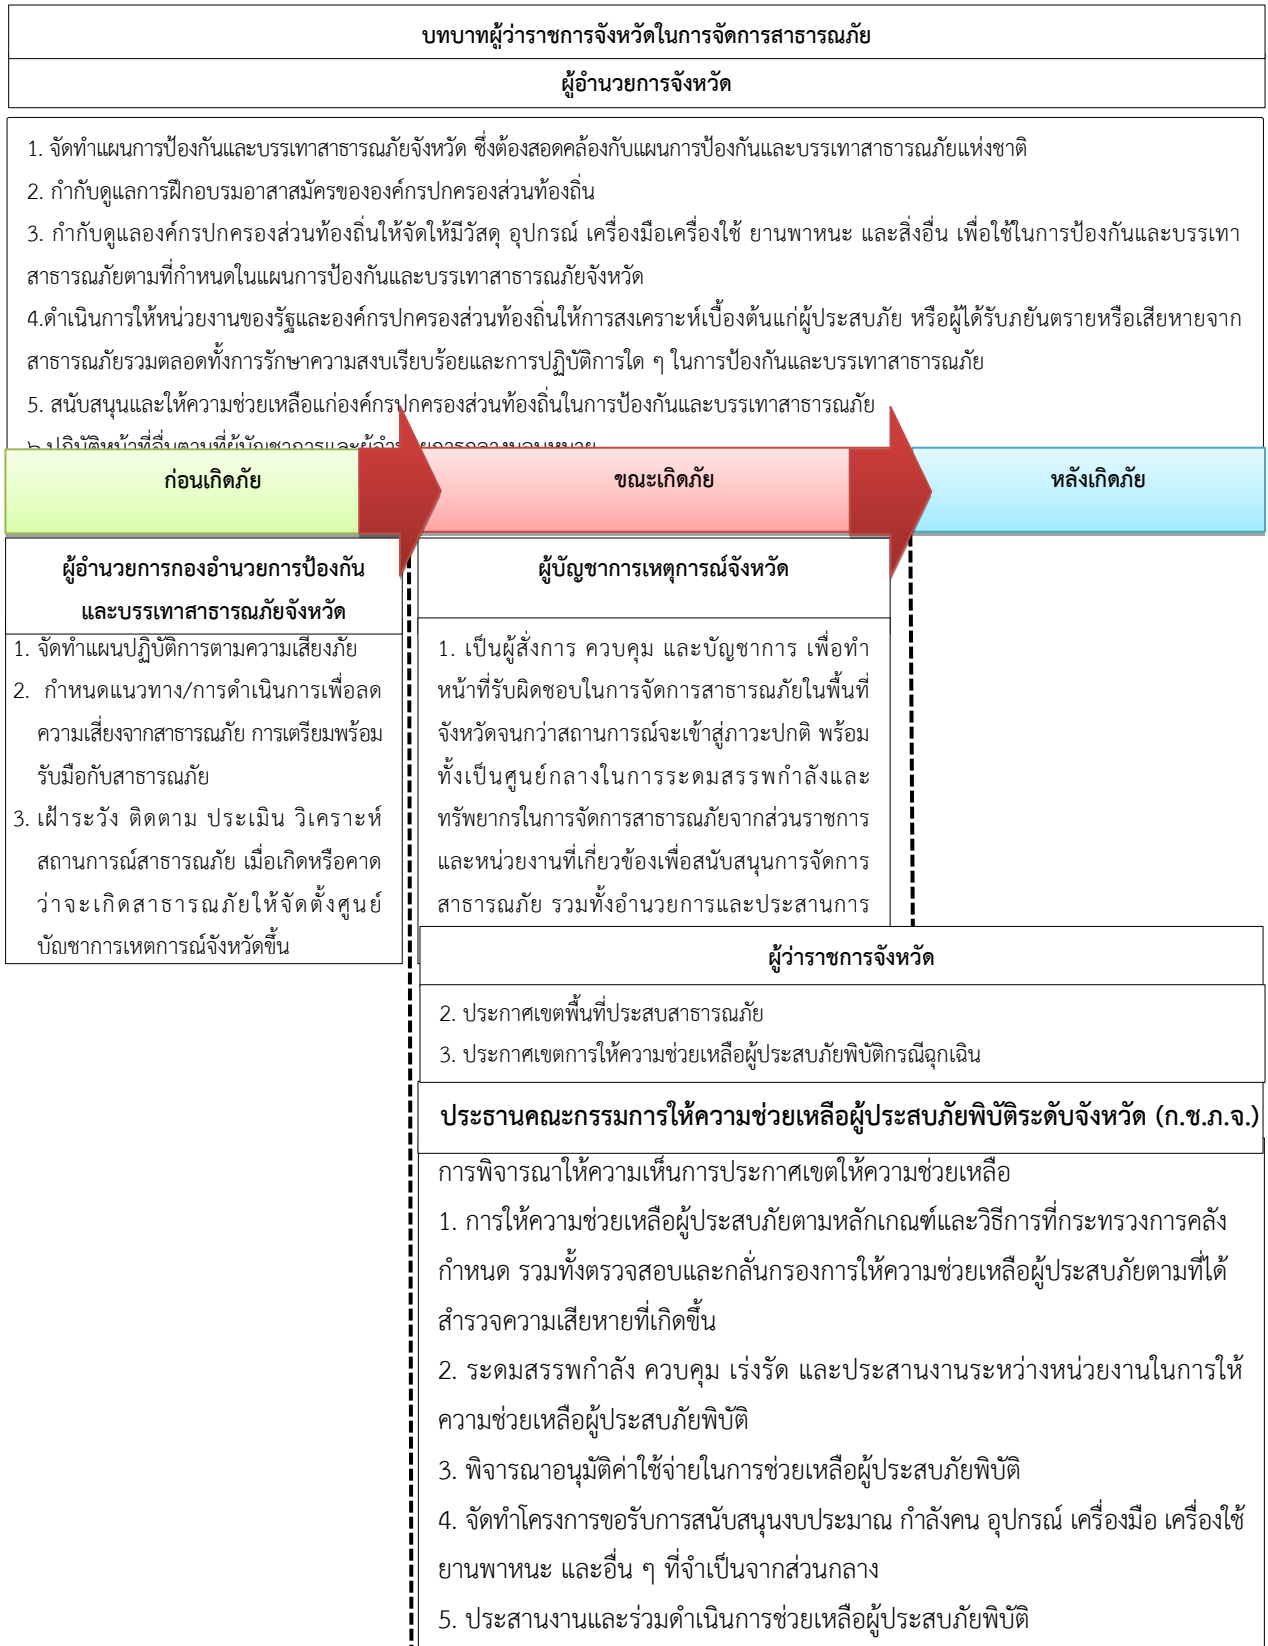 บทบาทผู้ว่าราชการจังหวัดในการจัดการสาธารณภัย
ผู้อำนวยการจังหวัด
1. จัดทำแผนการป้องกันและบรรเทาสาธารณภัยจังหวัด ซึ่งต้องสอดคล้องกับแผนการป้องกันและบรรเทาสาธารณภัยแห่งชาติ
2. กำกับดูแลการฝึกอบรมอาสาสมัครขององค์กรปกครองส่วนท้องถิ่น
3. กำกับดูแลองค์กรปกครองส่วนท้องถิ่นให้จัดให้มีวัสดุ อุปกรณ์ เครื่องมือเครื่องใช้ ยานพาหนะ และสิ่งอื่น เพื่อใช้ในการป้องกันและบรรเทา
สาธารณภัยตามที่กำหนดในแผนการป้องกันและบรรเทาสาธารณภัยจังหวัด
4.ดำเนินการให้หน่วยงานของรัฐและองค์กรปกครองส่วนท้องถิ่นให้การสงเคราะห์เบื้องต้นแก่ผู้ประสบภัย หรือผู้ได้รับภยันตรายหรือเสียหายจาก
สาธารณภัยรวมตลอดทั้งการรักษาความสงบเรียบร้อยและการปฏิบัติการใด ๆ ในการป้องกันและบรรเทาสาธารณภัย
5. สนับสนุนและให้ความช่วยเหลือแก่องค์กรปกครองส่วนท้องถิ่นในการป้องกันและบรรเทาสาธารณภัย
ปฏิบัติหน้าที่อื่นตามที่ผู้บัญชาการและผู้อำนวยการกลางมอบหมาย
ก่อนเกิดภัย
ขณะเกิดภัย
หลังเกิดภัย
ผู้อำนวยการกองอำนวยการป้องกัน
และบรรเทาสาธารณภัยจังหวัด
1. จัดทำแผนปฏิบัติการตามความเสี่ยงภัย
2. กำหนดแนวทาง/การดำเนินการเพื่อลด
ความเสี่ยงจากสาธารณภัย การเตรียมพร้อม
รับมือกับสาธารณภัย
3. เฝ้าระวัง ติดตาม ประเมิน วิเคราะห์
สถานการณ์สาธารณภัย เมื่อเกิดหรือคาด
ว่าจะเกิดสาธารณภัยให้จัดตั้งศูนย์
บัญชาการเหตุการณ์จังหวัดขึ้น
ผู้บัญชาการเหตุการณ์จังหวัด
1. เป็นผู้สั่งการ ควบคุม และบัญชาการ เพื่อทำ
หน้าที่รับผิดชอบในการจัดการสาธารณภัยในพื้นที่
จังหวัดจนกว่าสถานการณ์จะเข้าสู่ภาวะปกติ พร้อม
ทั้งเป็นศูนย์กลางในการระดมสรรพกำลังและ
ทรัพยากรในการจัดการสาธารณภัยจากส่วนราชการ
และหน่วยงานที่เกี่ยวข้องเพื่อสนับสนุนการจัดการ
สาธารณภัย รวมทั้งอำนวยการและประสานการ
ผู้ว่าราชการจังหวัด
2. ประกาศเขตพื้นที่ประสบสาธารณภัย
3. ประกาศเขตการให้ความช่วยเหลือผู้ประสบภัยพิบัติกรณีฉุกเฉิน
ประธานคณะกรรมการให้ความช่วยเหลือผู้ประสบภัยพิบัติระดับจังหวัด (ก.ช.ภ.จ.)
การพิจารณาให้ความเห็นการประกาศเขตให้ความช่วยเหลือ
1. การให้ความช่วยเหลือผู้ประสบภัยตามหลักเกณฑ์และวิธีการที่กระทรวงการคลัง
กำหนด รวมทั้งตรวจสอบและกลั่นกรองการให้ความช่วยเหลือผู้ประสบภัยตามที่ได้
สำรวจความเสียหายที่เกิดขึ้น
2. ระดมสรรพกำลัง ควบคุม เร่งรัด และประสานงานระหว่างหน่วยงานในการให้
ความช่วยเหลือผู้ประสบภัยพิบัติ
3. พิจารณาอนุมัติค่าใช้จ่ายในการช่วยเหลือผู้ประสบภัยพิบัติ
4. จัดทำโครงการขอรับการสนับสนุนงบประมาณ กำลังคน อุปกรณ์ เครื่องมือ เครื่องใช้
ยานพาหนะ และอื่น ๆ ที่จำเป็นจากส่วนกลาง
5. ประสานงานและร่วมดำเนินการช่วยเหลือผู้ประสบภัยพิบัติ